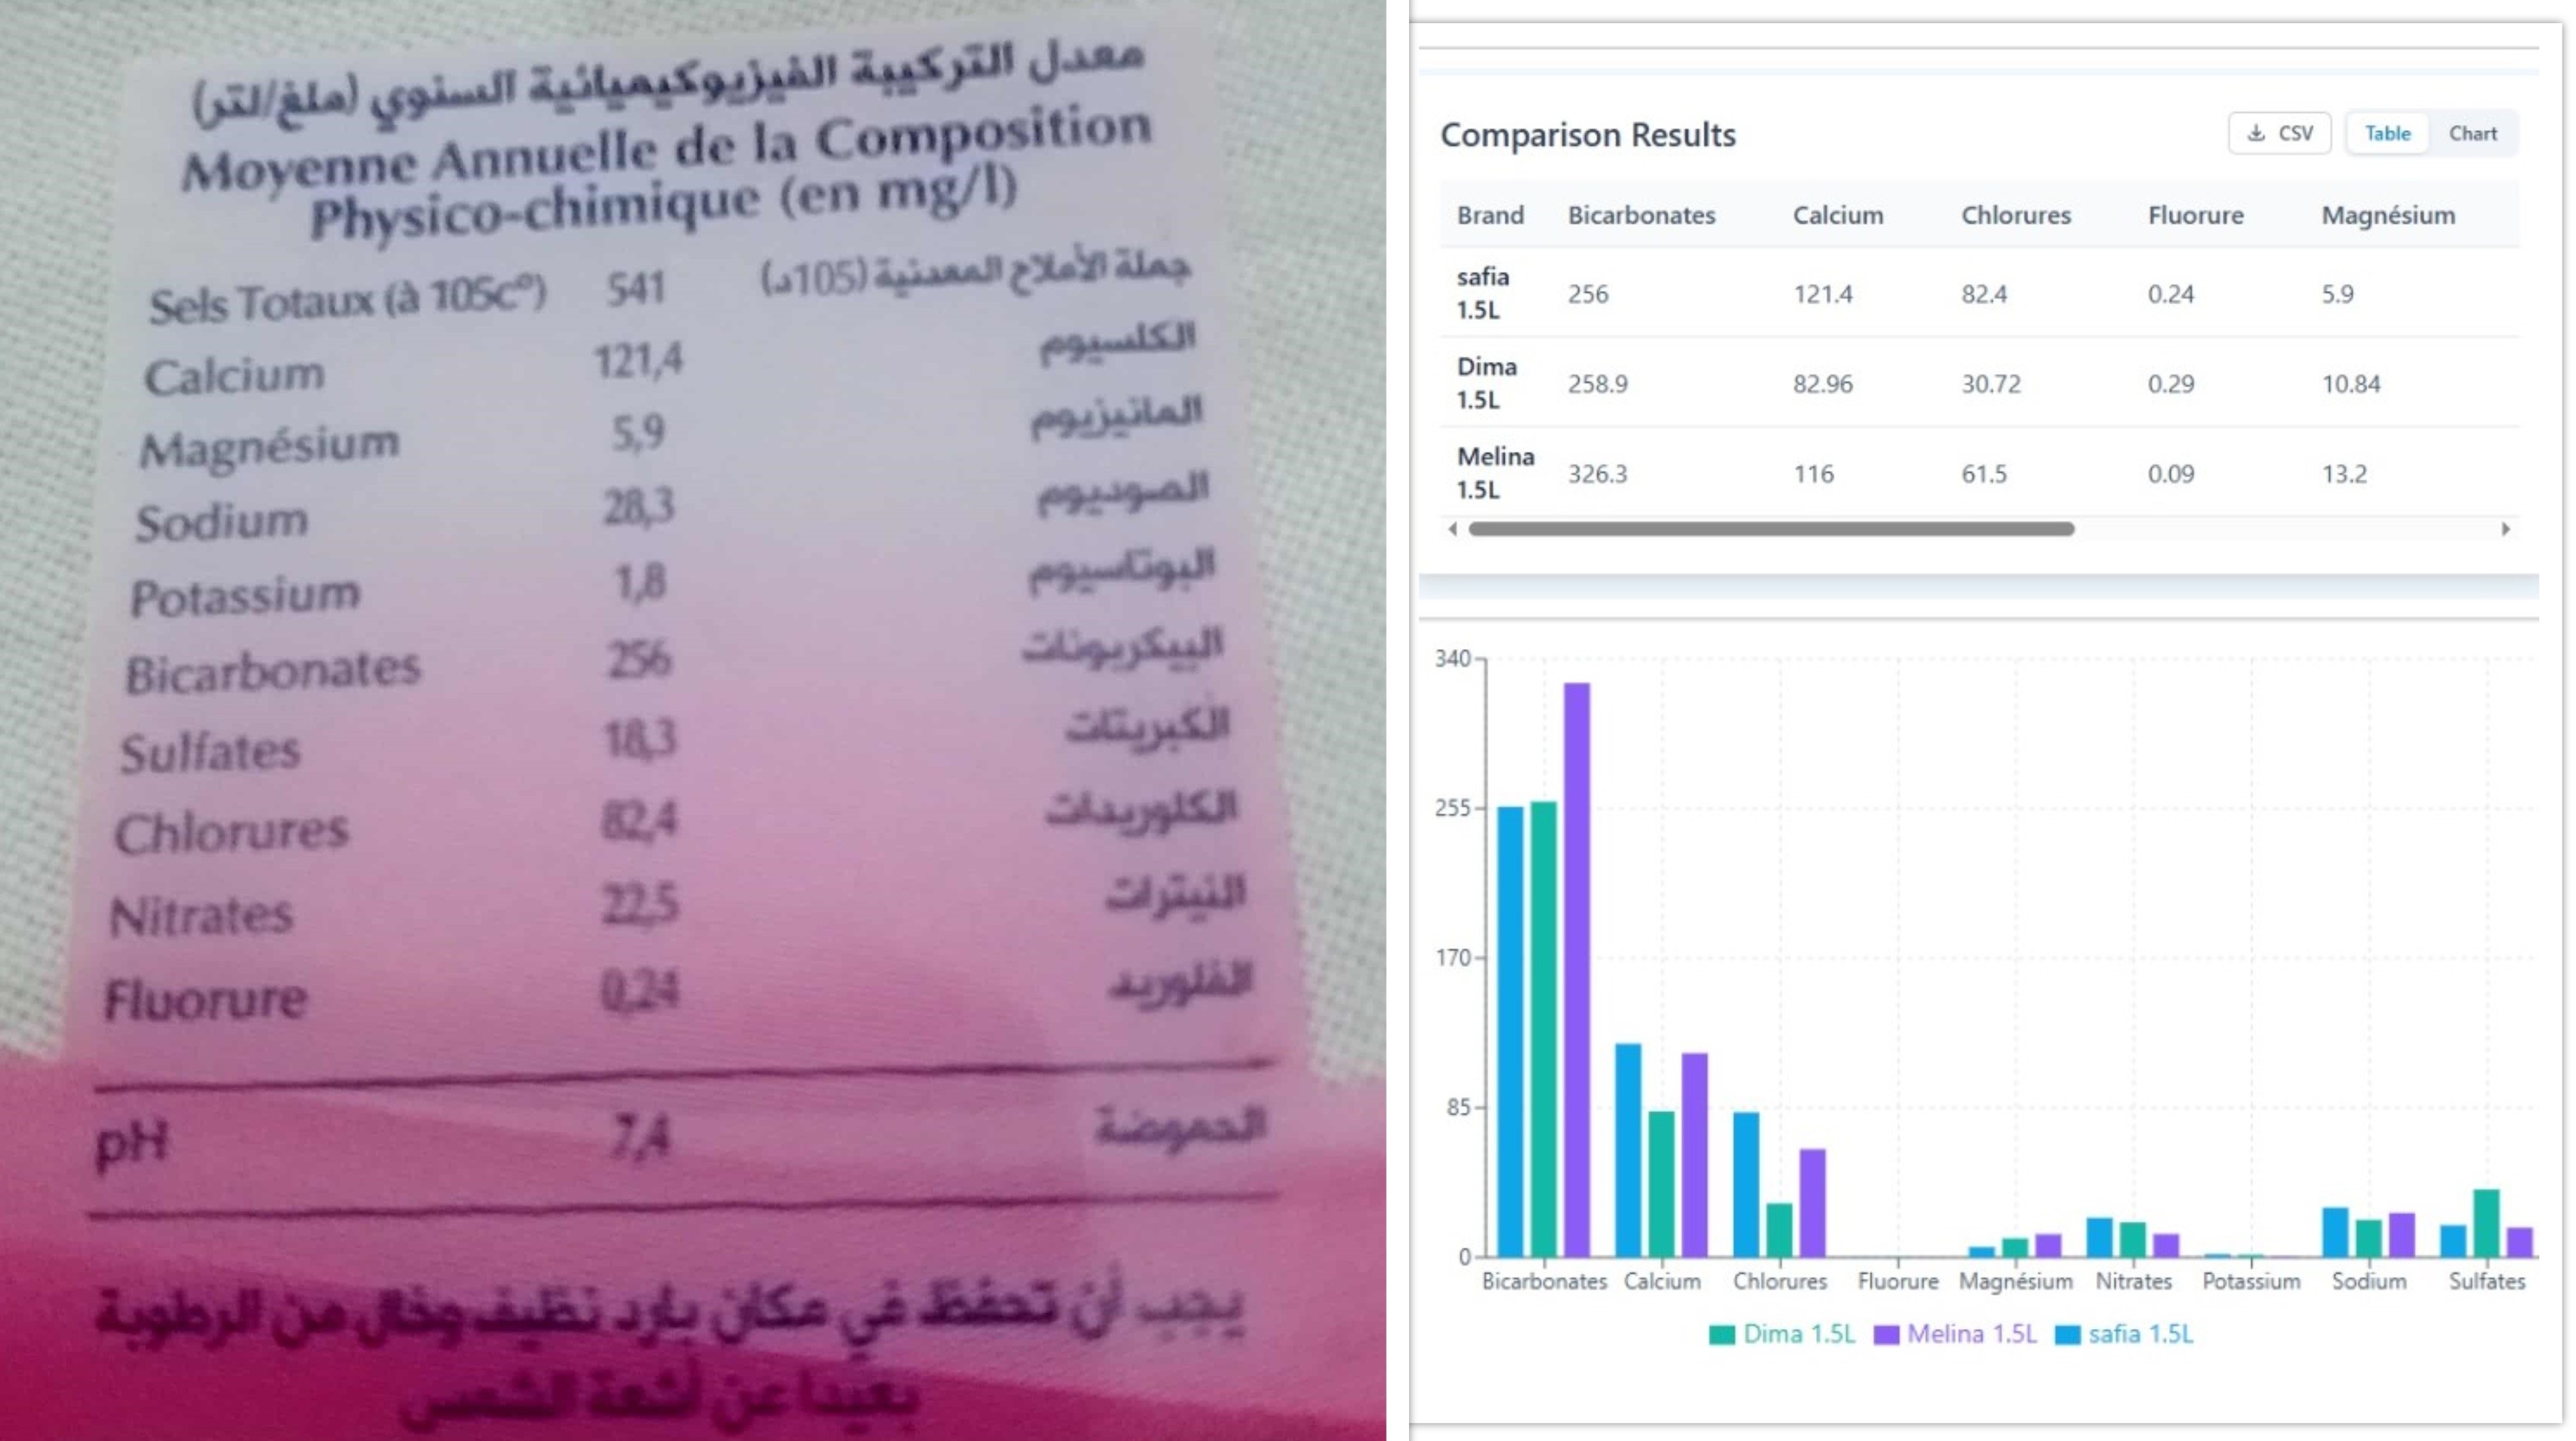 معدل التركيبة الفيزيوكيميائية السنوي (ملغ/لتر)
Moyenne Annuelle de la Composition
Physico-chimique (en mg/l)
Sels Totaux (à 105c°) 541 جملة الأملاح المعدنية (105د)
Calcium 121,4 الكلسيوم
Magnésium 5,9 المانيزيوم
Sodium 28,3 الصوديوم
Potassium 1,8 البوتاسيوم
Bicarbonates 256 البيكربونات
Sulfates 18,3 الكبريتات
Chlorures 82,4 الكلوريدات
Nitrates 22,5 النيترات
Fluorure 0,24 الفلوريد
pH 7,4 الحموضة
يجب أن تحفظ في مكان بارد نظيف وخال من الرطوبة
بعيدا عن أشعة الشمس
Comparison Results
CSV Table Chart
Brand Bicarbonates Calcium Chlorures Fluorure Magnésium
safia 1.5L 256 121.4 82.4 0.24 5.9
Dima 1.5L 258.9 82.96 30.72 0.29 10.84
Melina 1.5L 326.3 116 61.5 0.09 13.2
340
255
170
85
0
Bicarbonates Calcium Chlorures Fluorure Magnésium Nitrates Potassium Sodium Sulfates
Dima 1.5L Melina 1.5L safia 1.5L